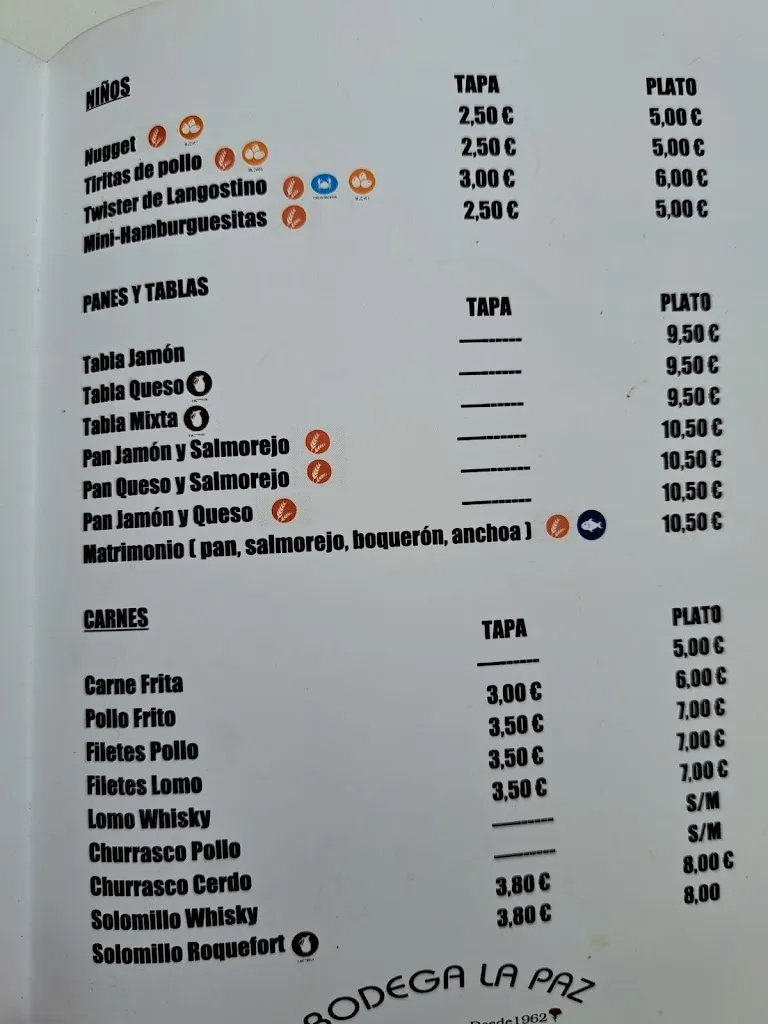 NIÑOS TAPA PLATO
Nugget 2,50 € 5,00 €
Tiritas de pollo 2,50 € 5,00 €
Twister de Langostino 3,00 € 6,00 €
Mini-Hamburguesitas 2,50 € 5,00 €
PANES Y TABLAS TAPA PLATO
Tabla Jamón --------- 9,50 €
Tabla Queso --------- 9,50 €
Tabla Mixta --------- 9,50 €
Pan Jamón y Salmorejo --------- 10,50 €
Pan Queso y Salmorejo --------- 10,50 €
Pan Jamón y Queso --------- 10,50 €
Matrimonio ( pan, salmorejo, boquerón, anchoa ) 10,50 €
CARNES TAPA PLATO
Carne Frita --------- 5,00 €
Pollo Frito 3,00 € 6,00 €
Filetes Pollo 3,50 € 7,00 €
Filetes Lomo 3,50 € 7,00 €
Lomo Whisky 3,50 € 7,00 €
Churrasco Pollo --------- S/M
Churrasco Cerdo --------- S/M
Solomillo Whisky 3,80 € 8,00 €
Solomillo Roquefort 3,80 € 8,00
BODEGA LA PAZ
Desde1962